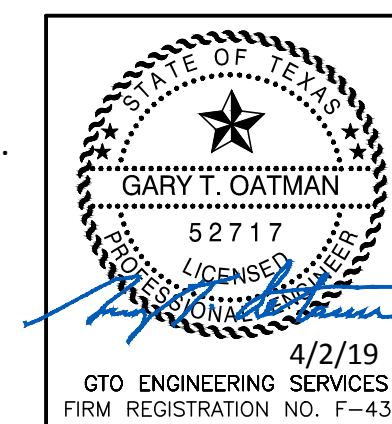 STATE OF TEXAS
GARY T. OATMAN
52717
LICENSED
PROFESSIONAL ENGINEER
4/2/19
GTO ENGINEERING SERVICES
FIRM REGISTRATION NO. F-43